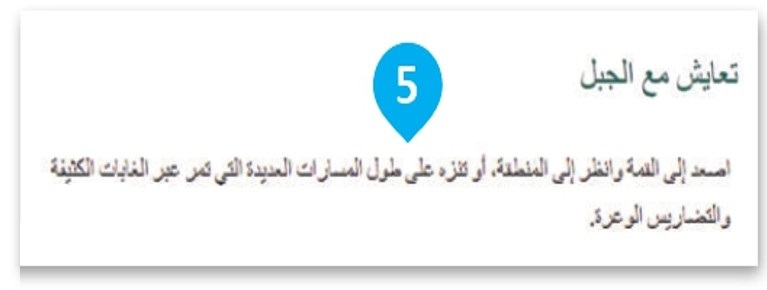 تعايش مع الجبل
5
اصعد إلى القمة وانظر إلى المنطقة، أو تنزه على طول المسارات العديدة التي تمر عبر الغابات الكثيفة
والتضاريس الوعرة.